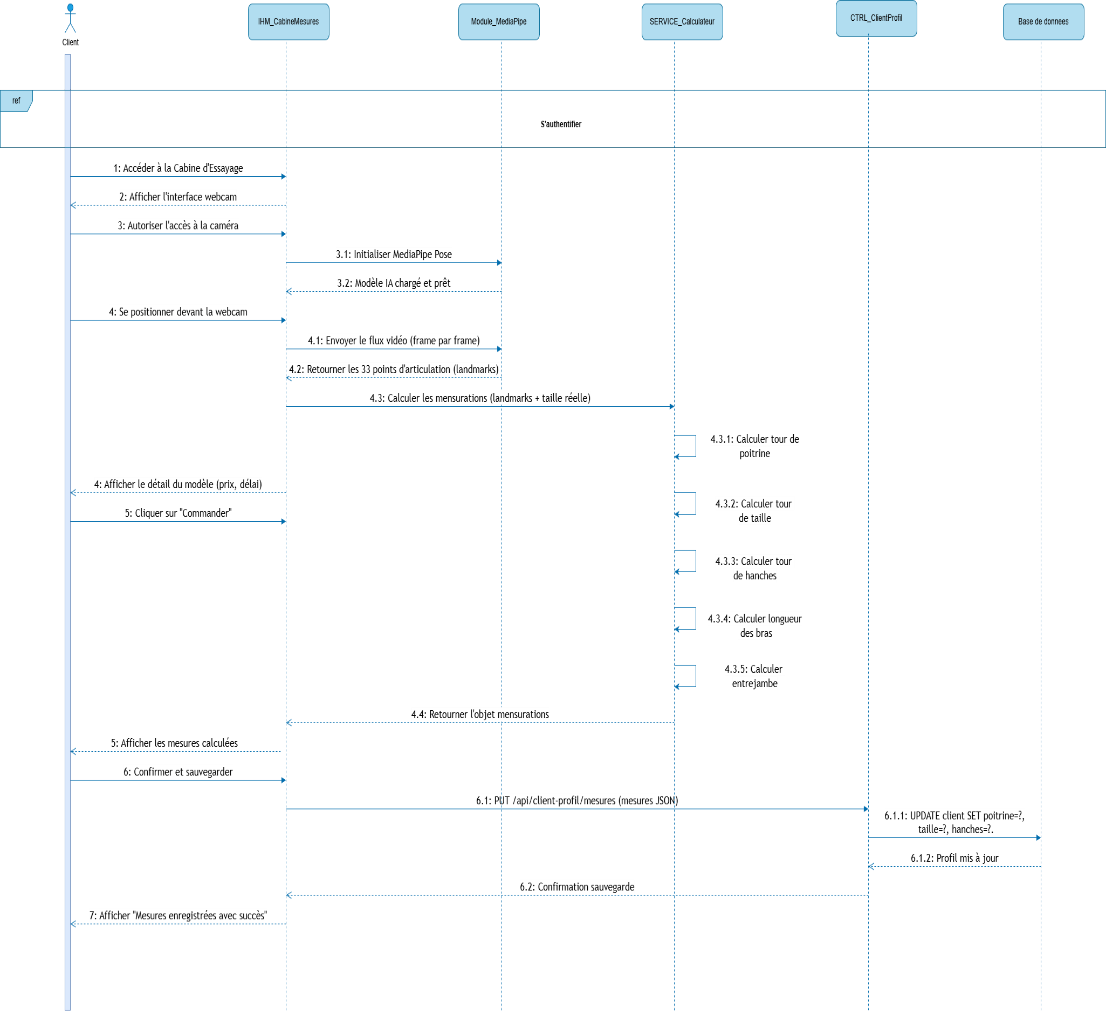 Client
IHM_CabineMesures
Module_MediaPipe
SERVICE_Calculateur
CTRL_ClientProfil
Base de donnees
ref
S'authentifier
1: Accéder à la Cabine d'Essayage
2: Afficher l'interface webcam
3: Autoriser l'accès à la caméra
3.1: Initialiser MediaPipe Pose
3.2: Modèle IA chargé et prêt
4: Se positionner devant la webcam
4.1: Envoyer le flux vidéo (frame par frame)
4.2: Retourner les 33 points d'articulation (landmarks)
4.3: Calculer les mensurations (landmarks + taille réelle)
4.3.1: Calculer tour de
poitrine
4: Afficher le détail du modèle (prix, délai)
4.3.2: Calculer tour
de taille
5: Cliquer sur "Commander"
4.3.3: Calculer tour
de hanches
4.3.4: Calculer longueur
des bras
4.3.5: Calculer
entrejambe
4.4: Retourner l'objet mensurations
5: Afficher les mesures calculées
6: Confirmer et sauvegarder
6.1: PUT /api/client-profil/mesures (mesures JSON)
6.1.1: UPDATE client SET poitrine=?,
taille=?, hanches=?.
6.1.2: Profil mis à jour
6.2: Confirmation sauvegarde
7: Afficher "Mesures enregistrées avec succès"